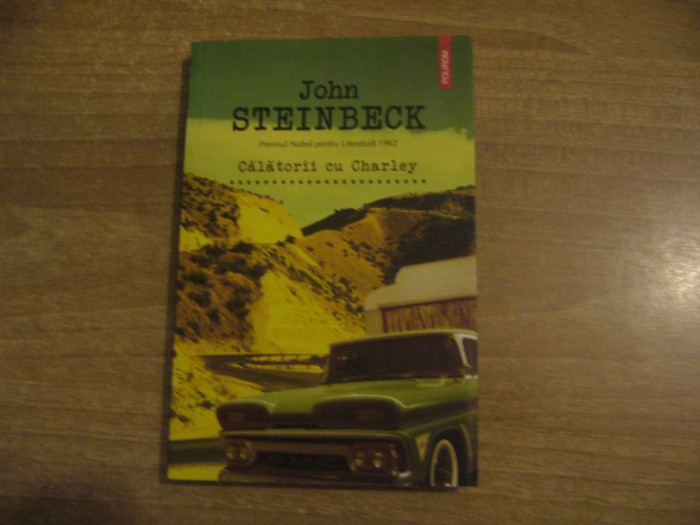 POLIROM
John
STEINBECK
Premiul Nobel pentru Literatură 1962
Călătorii cu Charley